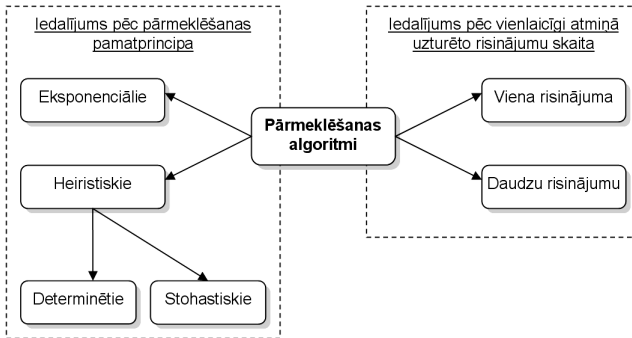 Iedalījums pēc pārmeklēšanas
pamatprincipa
Iedalījums pēc vienlaicīgi atmiņā
uzturēto risinājumu skaita
Eksponenciālie
Viena risinājuma
Pārmeklēšanas
algoritmi
Heiristiskie
Daudzu risinājumu
Determinētie
Stohastiskie